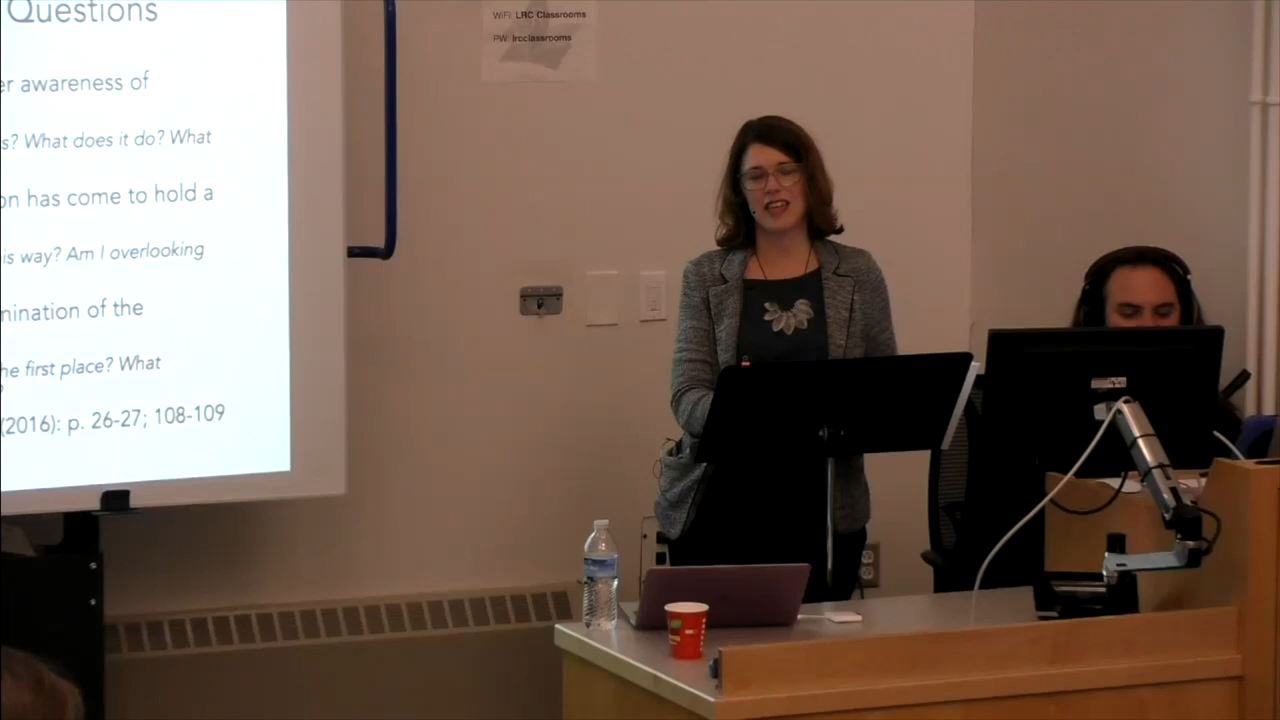 Questions
er awareness of
s? What does it do? What
on has come to hold a
is way? Am I overlooking
mination of the
he first place? What
(2016): p. 26-27; 108-109
WiFi: LRC Classrooms
PW: lrcclassrooms